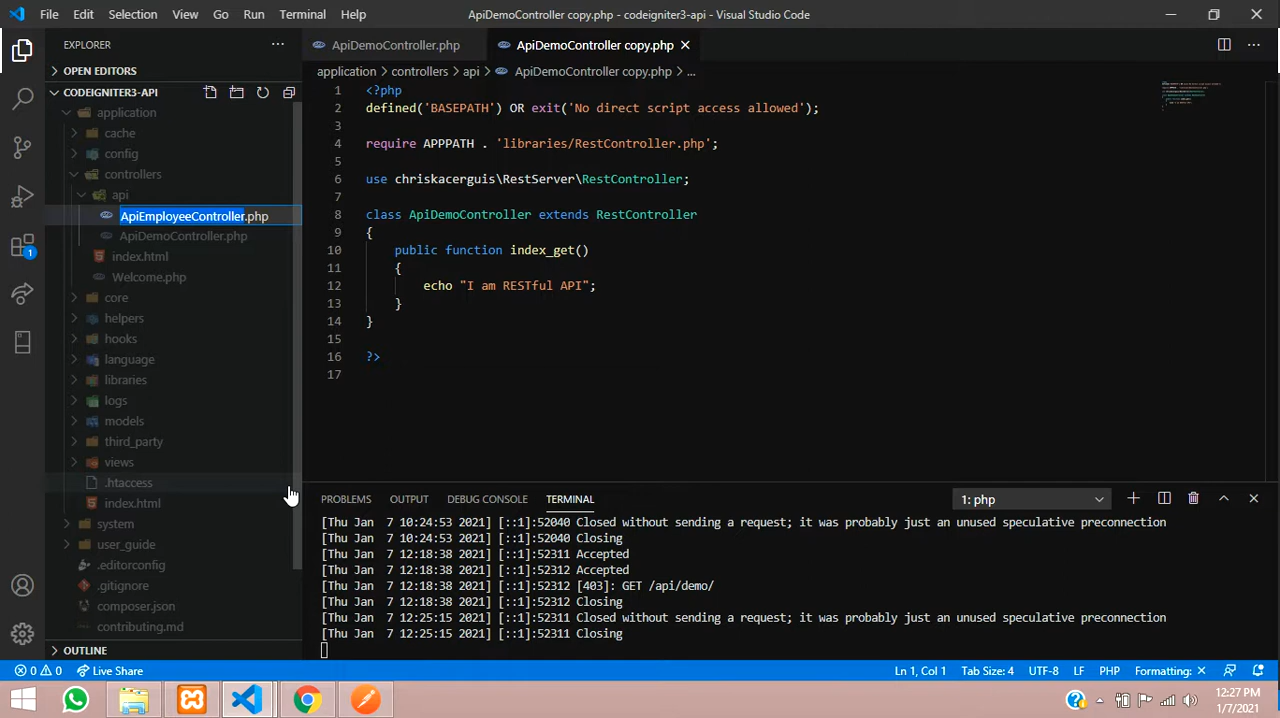 File Edit Selection View Go Run Terminal Help
ApiDemoController copy.php - codeigniter3-api - Visual Studio Code
EXPLORER
OPEN EDITORS
CODEIGNITER3-API
application
cache
config
controllers
api
ApiEmployeeController.php
ApiDemoController.php
index.html
Welcome.php
core
helpers
hooks
language
libraries
logs
models
third_party
views
.htaccess
index.html
system
user_guide
.editorconfig
.gitignore
composer.json
contributing.md
OUTLINE
1
ApiDemoController.php ApiDemoController copy.php
application > controllers > api > ApiDemoController copy.php > ...
1 <?php
2 defined('BASEPATH') OR exit('No direct script access allowed');
3
4 require APPPATH . 'libraries/RestController.php';
5
6 use chriskacerguis\RestServer\RestController;
7
8 class ApiDemoController extends RestController
9 {
10 public function index_get()
11 {
12 echo "I am RESTful API";
13 }
14 }
15
16 ?>
17
PROBLEMS OUTPUT DEBUG CONSOLE TERMINAL 1: php
[Thu Jan  7 10:24:53 2021] [::1]:52040 Closed without sending a request; it was probably just an unused speculative preconnection
[Thu Jan  7 10:24:53 2021] [::1]:52040 Closing
[Thu Jan  7 12:18:38 2021] [::1]:52311 Accepted
[Thu Jan  7 12:18:38 2021] [::1]:52312 Accepted
[Thu Jan  7 12:18:38 2021] [::1]:52312 [403]: GET /api/demo/
[Thu Jan  7 12:18:38 2021] [::1]:52312 Closing
[Thu Jan  7 12:25:15 2021] [::1]:52311 Closed without sending a request; it was probably just an unused speculative preconnection
[Thu Jan  7 12:25:15 2021] [::1]:52311 Closing
0 0 Live Share Ln 1, Col 1 Tab Size: 4 UTF-8 LF PHP Formatting: ×
12:27 PM
1/7/2021